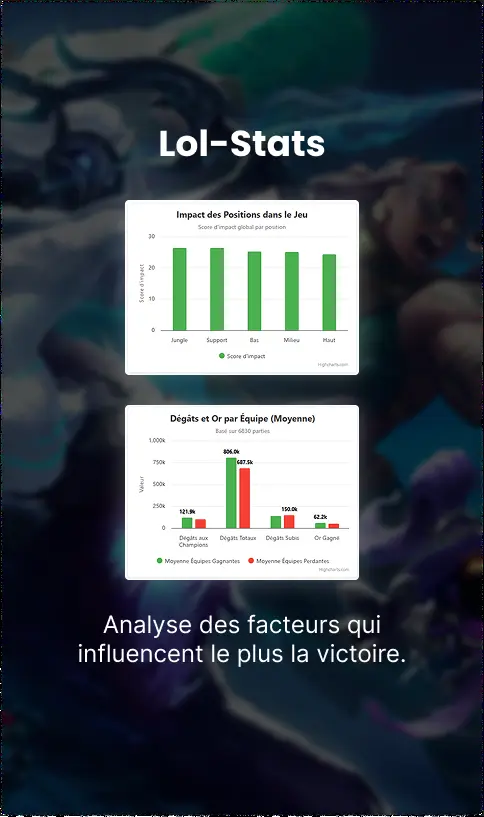 Lol-Stats
Impact des Positions dans le Jeu
Score d'impact global par position
30
20
10
0
Score d'impact
Jungle Support Bas Milieu Haut
Score d'impact
Highcharts.com
Dégâts et Or par Équipe (Moyenne)
Basé sur 6830 parties
1,000k
750k
500k
250k
0
Valeur
121.9k
806.0k
687.5k
150.0k
62.2k
Dégâts aux
Champions
Dégâts Totaux
Dégâts Subis
Or Gagné
Moyenne Équipes Gagnantes
Moyenne Équipes Perdantes
Highcharts.com
Analyse des facteurs qui
influencent le plus la victoire.